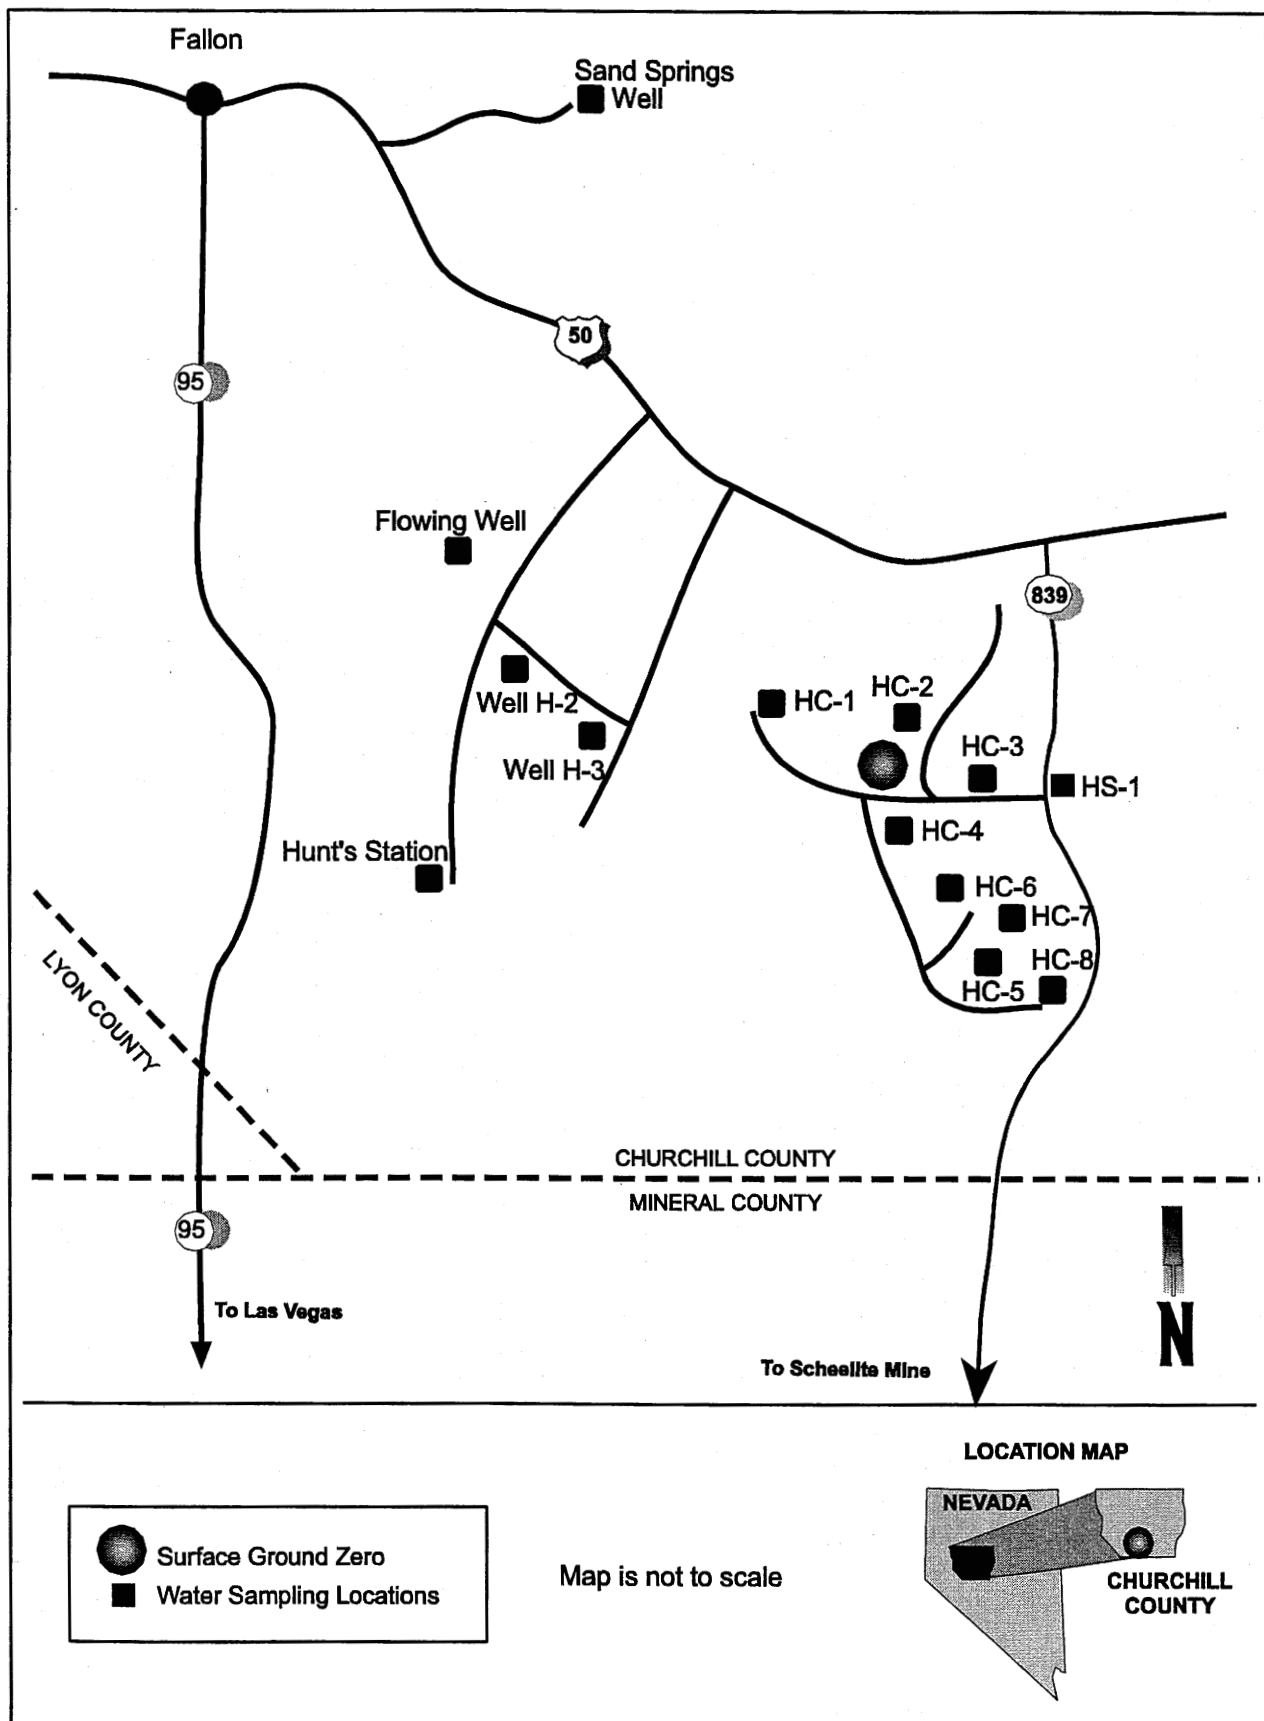 Fallon
Sand Springs
Well
50
95
Flowing Well
839
HC-1
HC-2
Well H-2
HC-3
Well H-3
HS-1
HC-4
Hunt's Station
HC-6
HC-7
HC-8
HC-5
LYON COUNTY
CHURCHILL COUNTY
MINERAL COUNTY
95
To Las Vegas
N
To Scheelite Mine
LOCATION MAP
NEVADA
Surface Ground Zero
Water Sampling Locations
Map is not to scale
CHURCHILL
COUNTY